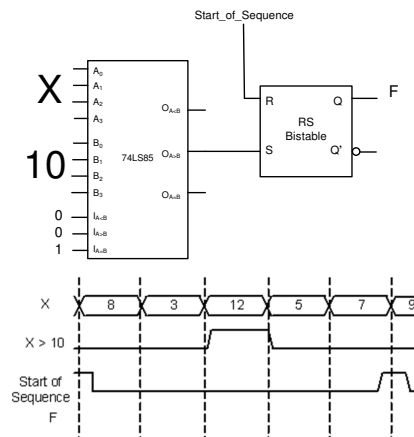 Start_of_Sequence
X
10
A0
A1
A2
A3
B0
B1
B2
B3
IA<B
IA>B
IA=B
0
0
1
74LS85
OA<B
OA>B
OA=B
R
S
RS
Bistable
Q
Q'
F
X 8 3 12 5 7 9
X > 10
Start of
Sequence
F